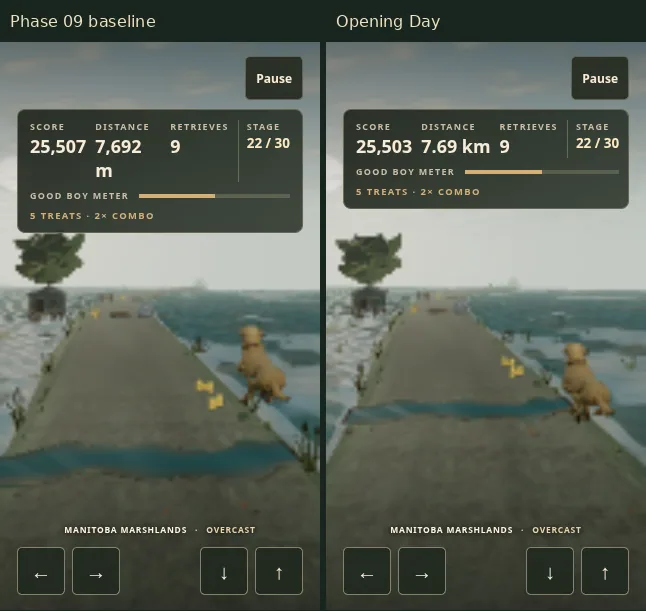 Phase 09 baseline
Pause
SCORE DISTANCE RETRIEVES STAGE
25,507 7,692 m 9 22 / 30
GOOD BOY METER
5 TREATS · 2× COMBO
MANITOBA MARSHLANDS · OVERCAST
← → ↓ ↑
Opening Day
Pause
SCORE DISTANCE RETRIEVES STAGE
25,503 7.69 km 9 22 / 30
GOOD BOY METER
5 TREATS · 2× COMBO
MANITOBA MARSHLANDS · OVERCAST
← → ↓ ↑